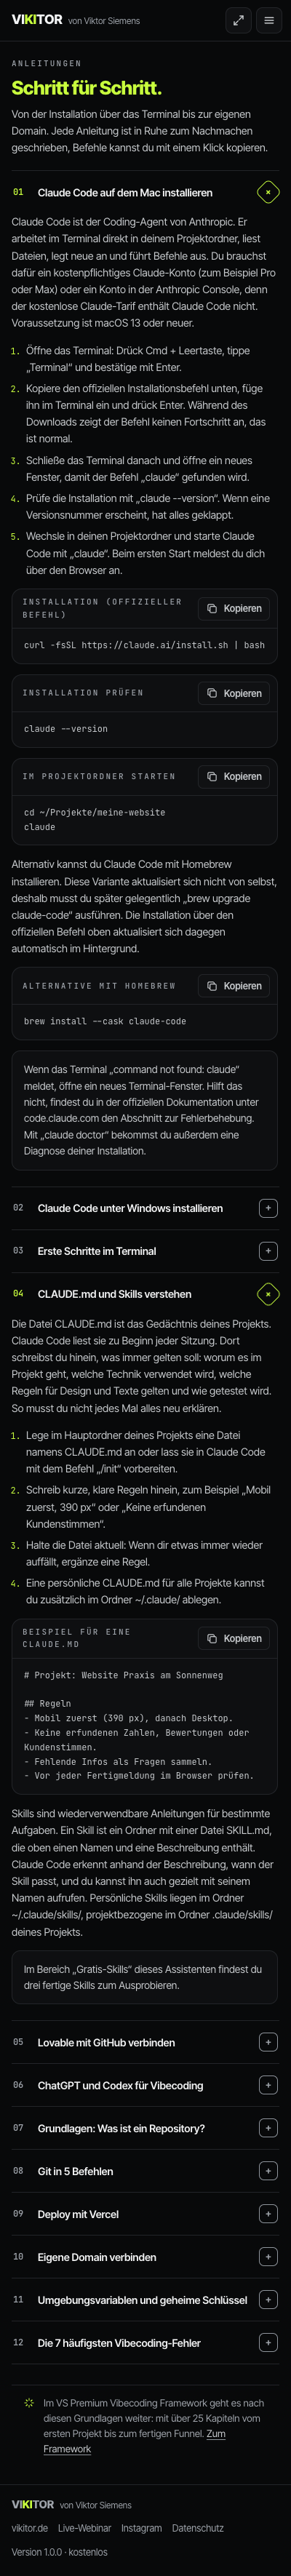 VIKITOR von Viktor Siemens
ANLEITUNGEN
Schritt für Schritt.
Von der Installation über das Terminal bis zur eigenen
Domain. Jede Anleitung ist in Ruhe zum Nachmachen
geschrieben, Befehle kannst du mit einem Klick kopieren.
01 Claude Code auf dem Mac installieren
Claude Code ist der Coding-Agent von Anthropic. Er
arbeitet im Terminal direkt in deinem Projektordner, liest
Dateien, legt neue an und führt Befehle aus. Du brauchst
dafür ein kostenpflichtiges Claude-Konto (zum Beispiel Pro
oder Max) oder ein Konto in der Anthropic Console, denn
der kostenlose Claude-Tarif enthält Claude Code nicht.
Voraussetzung ist macOS 13 oder neuer.
1. Öffne das Terminal: Drück Cmd + Leertaste, tippe
„Terminal“ und bestätige mit Enter.
2. Kopiere den offiziellen Installationsbefehl unten, füge
ihn im Terminal ein und drück Enter. Während des
Downloads zeigt der Befehl keinen Fortschritt an, das
ist normal.
3. Schließe das Terminal danach und öffne ein neues
Fenster, damit der Befehl „claude“ gefunden wird.
4. Prüfe die Installation mit „claude --version“. Wenn eine
Versionsnummer erscheint, hat alles geklappt.
5. Wechsle in deinen Projektordner und starte Claude
Code mit „claude“. Beim ersten Start meldest du dich
über den Browser an.
INSTALLATION (OFFIZIELLER
BEFEHL)
Kopieren
curl -fsSL https://claude.ai/install.sh | bash
INSTALLATION PRÜFEN
Kopieren
claude --version
IM PROJEKTORDNER STARTEN
Kopieren
cd ~/Projekte/meine-website
claude
Alternativ kannst du Claude Code mit Homebrew
installieren. Diese Variante aktualisiert sich nicht von selbst,
deshalb musst du später gelegentlich „brew upgrade
claude-code“ ausführen. Die Installation über den
offiziellen Befehl oben aktualisiert sich dagegen
automatisch im Hintergrund.
ALTERNATIVE MIT HOMEBREW
Kopieren
brew install --cask claude-code
Wenn das Terminal „command not found: claude“
meldet, öffne ein neues Terminal-Fenster. Hilft das
nicht, findest du in der offiziellen Dokumentation unter
code.claude.com den Abschnitt zur Fehlerbehebung.
Mit „claude doctor“ bekommst du außerdem eine
Diagnose deiner Installation.
02 Claude Code unter Windows installieren
03 Erste Schritte im Terminal
04 CLAUDE.md und Skills verstehen
Die Datei CLAUDE.md ist das Gedächtnis deines Projekts.
Claude Code liest sie zu Beginn jeder Sitzung. Dort
schreibst du hinein, was immer gelten soll: worum es im
Projekt geht, welche Technik verwendet wird, welche
Regeln für Design und Texte gelten und wie getestet wird.
So musst du nicht jedes Mal alles neu erklären.
1. Lege im Hauptordner deines Projekts eine Datei
namens CLAUDE.md an oder lass sie in Claude Code
mit dem Befehl „/init“ vorbereiten.
2. Schreib kurze, klare Regeln hinein, zum Beispiel „Mobil
zuerst, 390 px“ oder „Keine erfundenen
Kundenstimmen“.
3. Halte die Datei aktuell: Wenn dir etwas immer wieder
auffällt, ergänze eine Regel.
4. Eine persönliche CLAUDE.md für alle Projekte kannst
du zusätzlich im Ordner ~/.claude/ ablegen.
BEISPIEL FÜR EINE
CLAUDE.MD
Kopieren
# Projekt: Website Praxis am Sonnenweg
## Regeln
- Mobil zuerst (390 px), danach Desktop.
- Keine erfundenen Zahlen, Bewertungen oder
Kundenstimmen.
- Fehlende Infos als Fragen sammeln.
- Vor jeder Fertigmeldung im Browser prüfen.
Skills sind wiederverwendbare Anleitungen für bestimmte
Aufgaben. Ein Skill ist ein Ordner mit einer Datei SKILL.md,
die oben einen Namen und eine Beschreibung enthält.
Claude Code erkennt anhand der Beschreibung, wann der
Skill passt, und du kannst ihn auch gezielt mit seinem
Namen aufrufen. Persönliche Skills liegen im Ordner
~/.claude/skills/, projektbezogene im Ordner .claude/skills/
deines Projekts.
Im Bereich „Gratis-Skills“ dieses Assistenten findest du
drei fertige Skills zum Ausprobieren.
05 Lovable mit GitHub verbinden
06 ChatGPT und Codex für Vibecoding
07 Grundlagen: Was ist ein Repository?
08 Git in 5 Befehlen
09 Deploy mit Vercel
10 Eigene Domain verbinden
11 Umgebungsvariablen und geheime Schlüssel
12 Die 7 häufigsten Vibecoding-Fehler
Im VS Premium Vibecoding Framework geht es nach
diesen Grundlagen weiter: mit über 25 Kapiteln vom
ersten Projekt bis zum fertigen Funnel. Zum
Framework
VIKITOR von Viktor Siemens
vikitor.de Live-Webinar Instagram Datenschutz
Version 1.0.0 · kostenlos